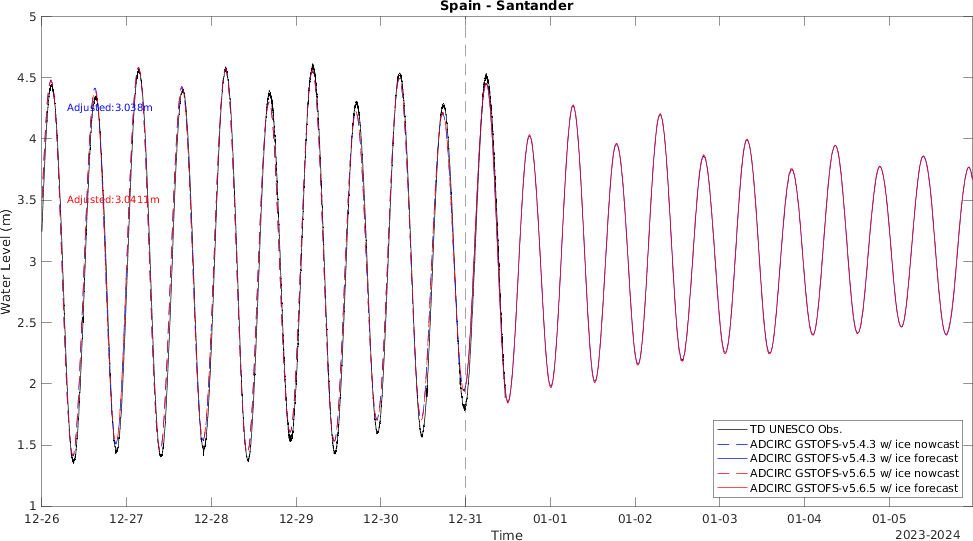 Spain - Santander
5
4.5
Adjusted:3.038m
4
3.5
Adjusted:3.0411m
Water Level (m)
3
2.5
2
1.5
1
TD UNESCO Obs.
ADCIRC GSTOFS-v5.4.3 w/ ice nowcast
ADCIRC GSTOFS-v5.4.3 w/ ice forecast
ADCIRC GSTOFS-v5.6.5 w/ ice nowcast
ADCIRC GSTOFS-v5.6.5 w/ ice forecast
12-26 12-27 12-28 12-29 12-30 12-31 01-01 01-02 01-03 01-04 01-05
Time
2023-2024